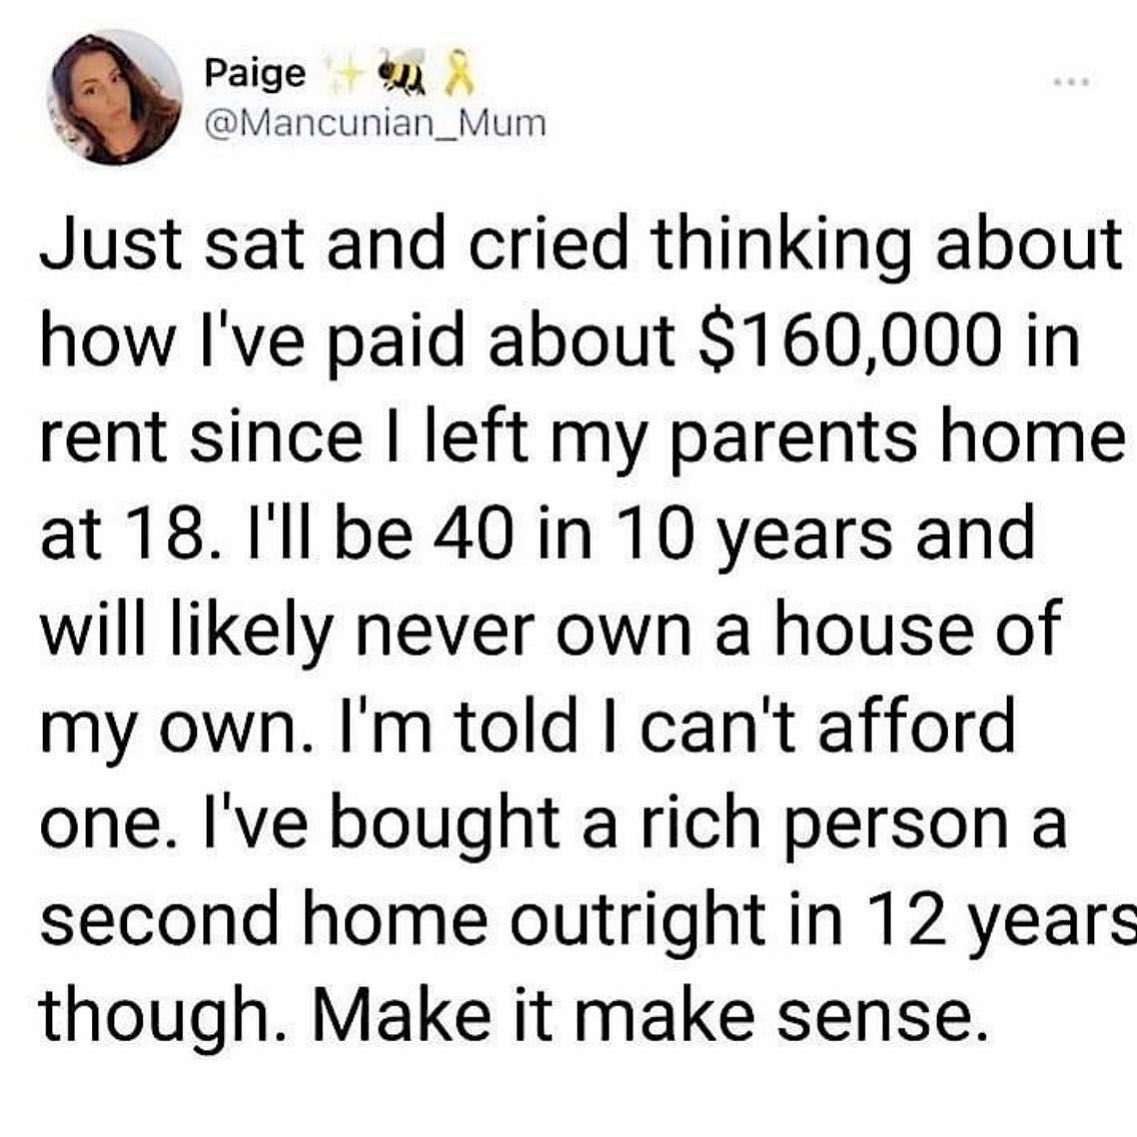 Paige ✨ 🐝 🎗
@Mancunian_Mum
Just sat and cried thinking about
how I've paid about $160,000 in
rent since I left my parents home
at 18. I'll be 40 in 10 years and
will likely never own a house of
my own. I'm told I can't afford
one. I've bought a rich person a
second home outright in 12 years
though. Make it make sense.